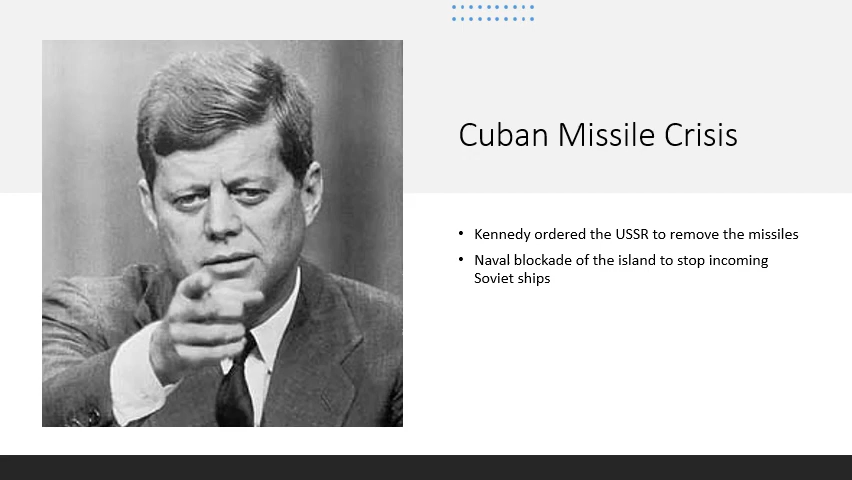 Cuban Missile Crisis
• Kennedy ordered the USSR to remove the missiles
• Naval blockade of the island to stop incoming
Soviet ships